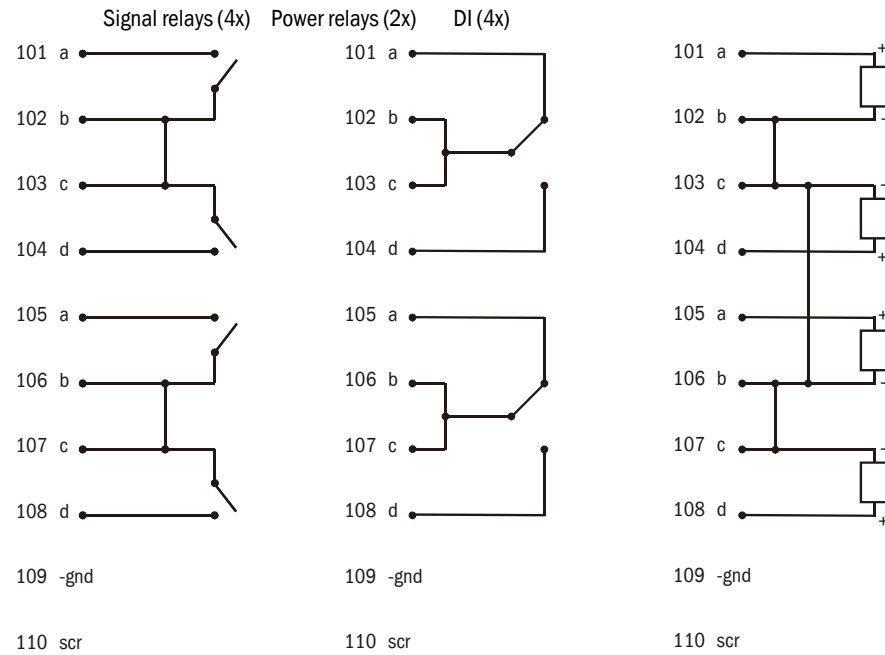 Signal relays (4x) Power relays (2x) DI (4x)
101 a 101 a 101 a +
102 b 102 b 102 b -
103 c 103 c 103 c -
104 d 104 d 104 d +
105 a 105 a 105 a +
106 b 106 b 106 b -
107 c 107 c 107 c -
108 d 108 d 108 d +
109 -gnd 109 -gnd 109 -gnd
110 scr 110 scr 110 scr